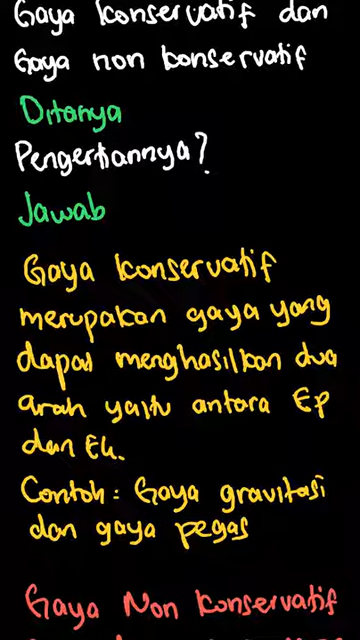 Gaya konservatif dan
Gaya non konservatif
Ditanya
Pengertiannya?
Jawab
Gaya konservatif
merupakan gaya yang
dapat menghasilkan dua
arah yaitu antara Ep
dan Ek.
Contoh : Gaya gravitasi
dan gaya pegas
Gaya Non konservatif